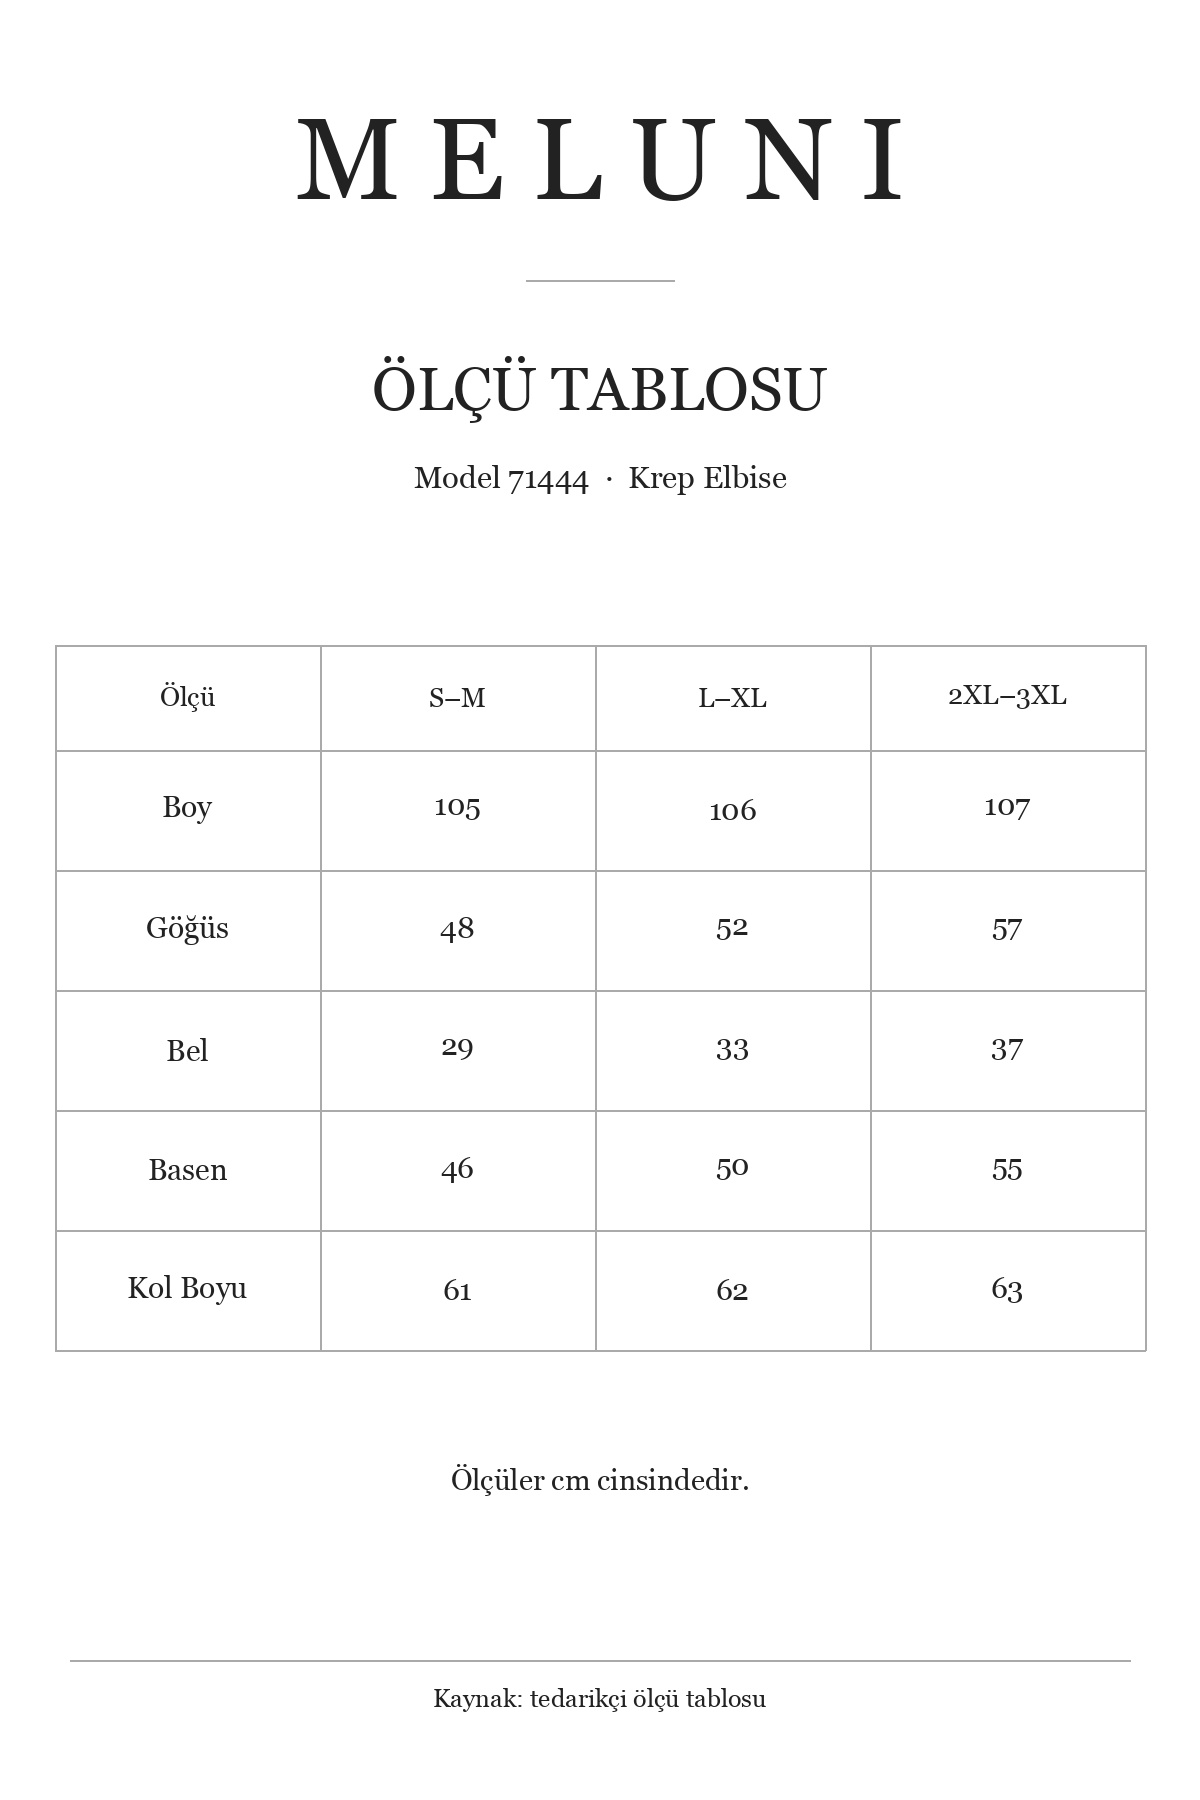 MELUNI
ÖLÇÜ TABLOSU
Model 71444 · Krep Elbise
Ölçü S–M L–XL 2XL–3XL
Boy 105 106 107
Göğüs 48 52 57
Bel 29 33 37
Basen 46 50 55
Kol Boyu 61 62 63
Ölçüler cm cinsindedir.
Kaynak: tedarikçi ölçü tablosu